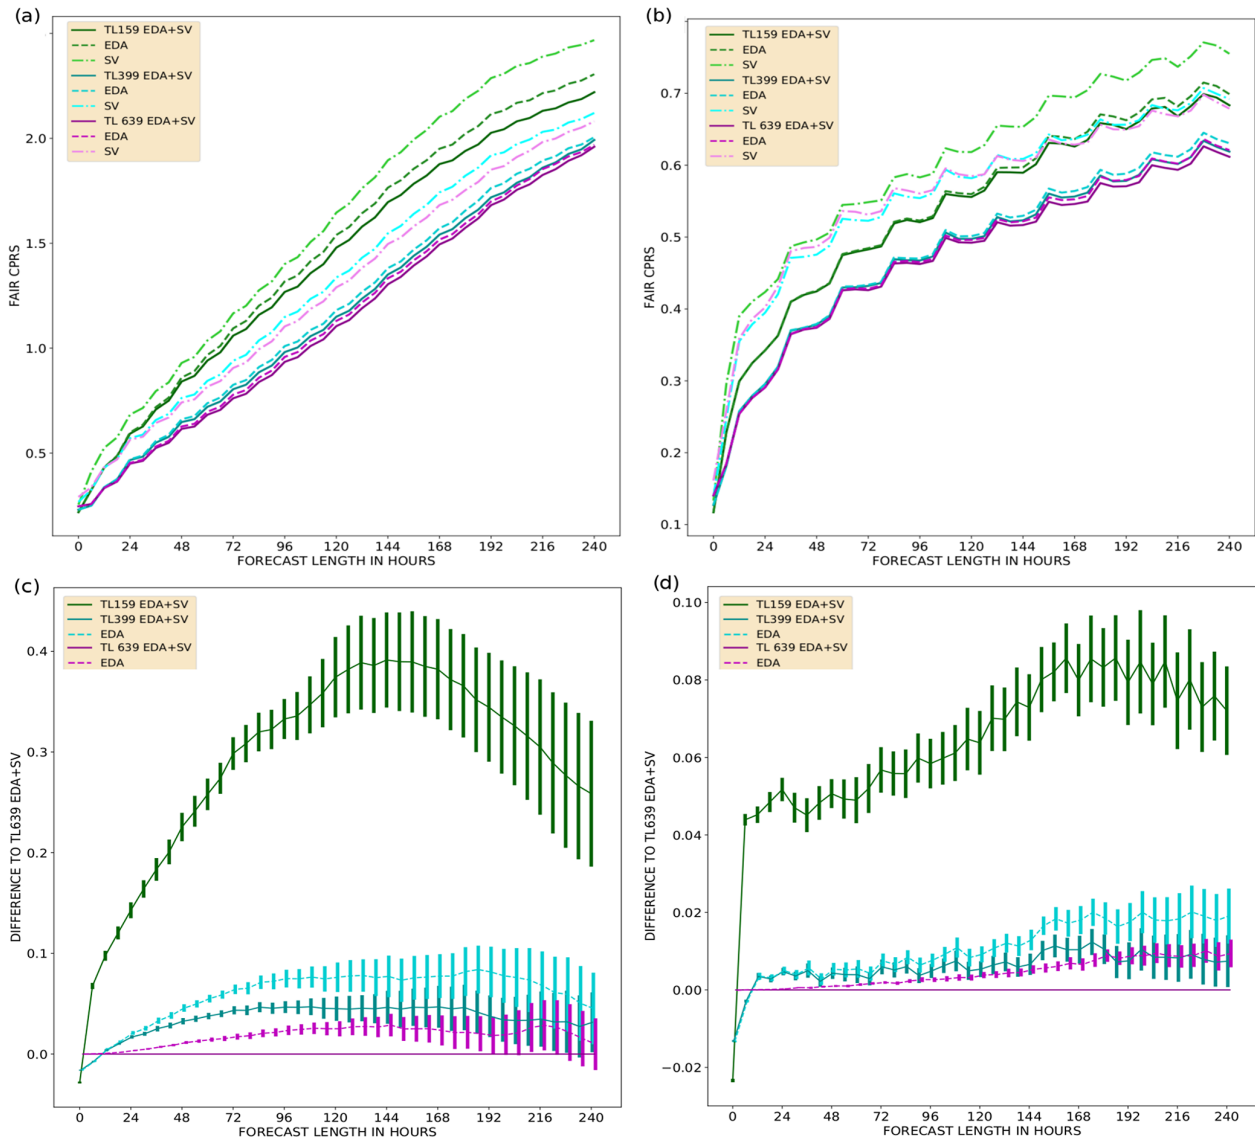 (a)
TL159 EDA+SV
EDA
SV
TL399 EDA+SV
EDA
SV
TL 639 EDA+SV
EDA
SV
FAIR CPRS
2.0
1.5
1.0
0.5
0 24 48 72 96 120 144 168 192 216 240
FORECAST LENGTH IN HOURS
(b)
TL159 EDA+SV
EDA
SV
TL399 EDA+SV
EDA
SV
TL 639 EDA+SV
EDA
SV
FAIR CPRS
0.7
0.6
0.5
0.4
0.3
0.2
0.1
0 24 48 72 96 120 144 168 192 216 240
FORECAST LENGTH IN HOURS
(c)
TL159 EDA+SV
TL399 EDA+SV
EDA
TL 639 EDA+SV
EDA
DIFFERENCE TO TL639 EDA+SV
0.4
0.3
0.2
0.1
0.0
0 24 48 72 96 120 144 168 192 216 240
FORECAST LENGTH IN HOURS
(d)
TL159 EDA+SV
TL399 EDA+SV
EDA
TL 639 EDA+SV
EDA
DIFFERENCE TO TL639 EDA+SV
0.10
0.08
0.06
0.04
0.02
0.00
−0.02
0 24 48 72 96 120 144 168 192 216 240
FORECAST LENGTH IN HOURS